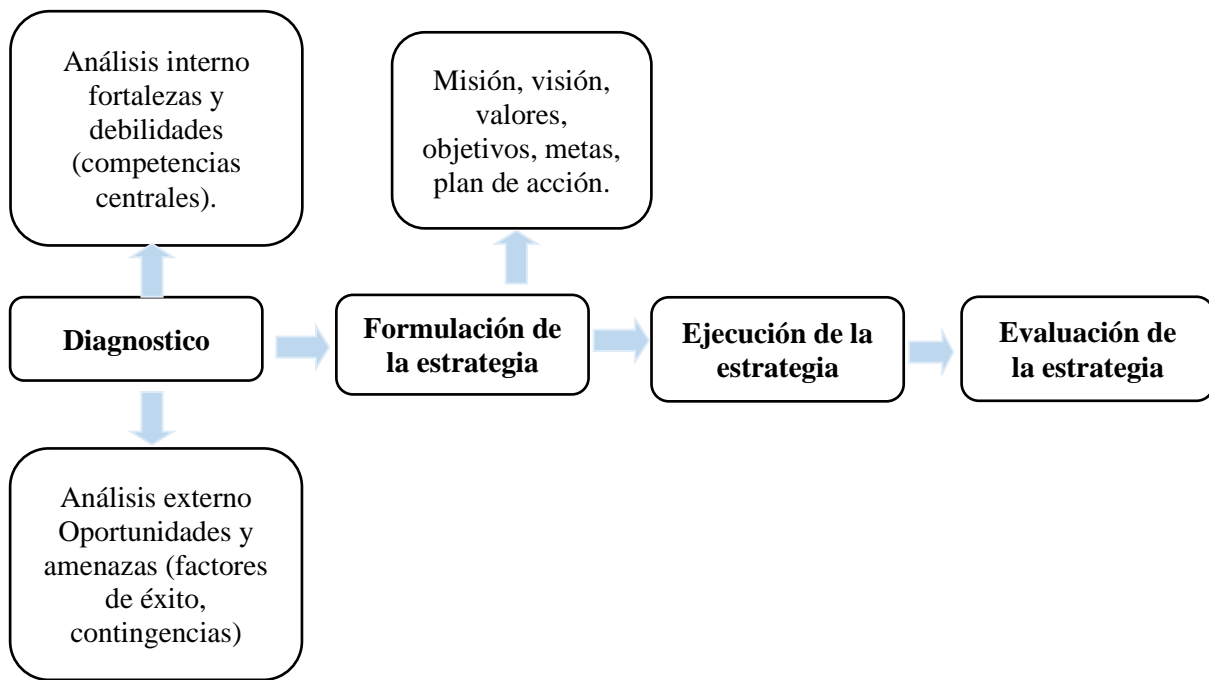 Análisis interno
fortalezas y
debilidades
(competencias
centrales).
Misión, visión,
valores,
objetivos, metas,
plan de acción.
Diagnostico
Formulación de
la estrategia
Ejecución de la
estrategia
Evaluación de
la estrategia
Análisis externo
Oportunidades y
amenazas (factores
de éxito,
contingencias)